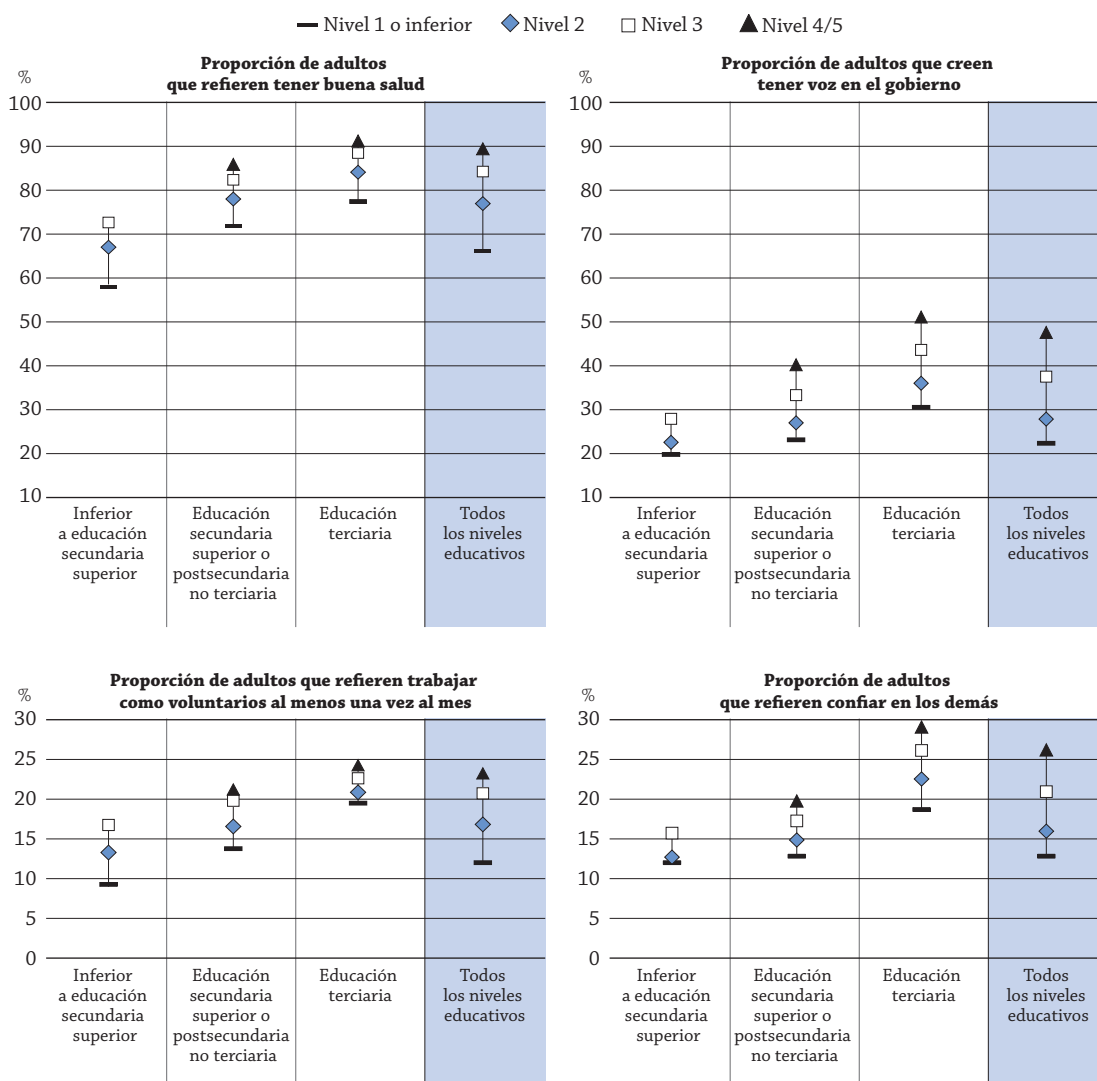 Nivel 1 o inferior Nivel 2 Nivel 3 Nivel 4/5
Proporción de adultos
que refieren tener buena salud
%
100
90
80
70
60
50
40
30
20
10
Inferior
a educación
secundaria
superior
Educación
secundaria
superior o
postsecundaria
no terciaria
Educación
terciaria
Todos
los niveles
educativos
Proporción de adultos que creen
tener voz en el gobierno
%
100
90
80
70
60
50
40
30
20
10
Inferior
a educación
secundaria
superior
Educación
secundaria
superior o
postsecundaria
no terciaria
Educación
terciaria
Todos
los niveles
educativos
Proporción de adultos que refieren trabajar
como voluntarios al menos una vez al mes
%
30
25
20
15
10
5
0
Inferior
a educación
secundaria
superior
Educación
secundaria
superior o
postsecundaria
no terciaria
Educación
terciaria
Todos
los niveles
educativos
Proporción de adultos
que refieren confiar en los demás
%
30
25
20
15
10
5
0
Inferior
a educación
secundaria
superior
Educación
secundaria
superior o
postsecundaria
no terciaria
Educación
terciaria
Todos
los niveles
educativos